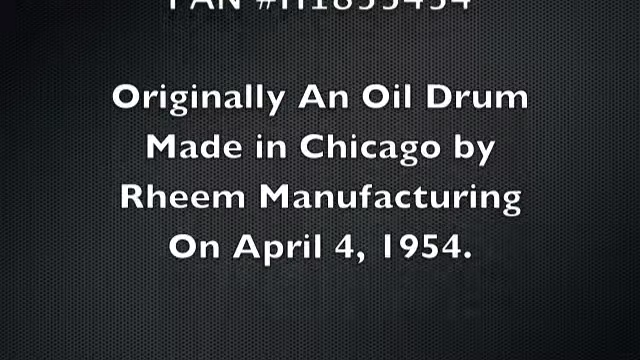 Originally An Oil Drum
Made in Chicago by
Rheem Manufacturing
On April 4, 1954.